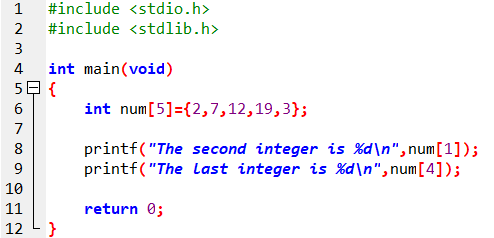 1 #include <stdio.h>
2 #include <stdlib.h>
3
4 int main(void)
5 {
6 int num[5]={2,7,12,19,3};
7
8 printf("The second integer is %d\n",num[1]);
9 printf("The last integer is %d\n",num[4]);
10
11 return 0;
12 }